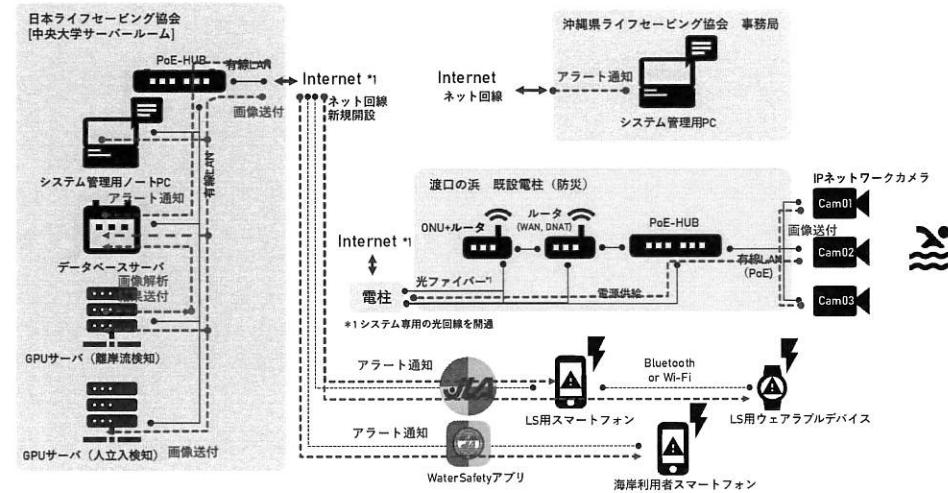 日本ライフセービング協会
[中央大学サーバールーム]
PoE-HUB
有線LAN
画像送付
Internet *1
ネット回線
新規開設
システム管理用ノートPC
アラート通知
有線LAN
データベースサーバ
画像解析
結果送付
GPUサーバ（離岸流検知）
GPUサーバ（人立入検知）
画像送付
沖縄県ライフセービング協会　事務局
Internet
ネット回線
アラート通知
システム管理用PC
渡口の浜　既設電柱（防災）
ONU+ルータ
ルータ
(WAN, DNAT)
PoE-HUB
Internet *1
光ファイバー*1
電柱
電源供給
有線LAN
(PoE)
画像送付
IPネットワークカメラ
Cam01
Cam02
Cam03
*1 システム専用の光回線を開通
アラート通知
JLA
LS用スマートフォン
Bluetooth
or Wi-Fi
LS用ウェアラブルデバイス
アラート通知
WaterSafetyアプリ
海岸利用者スマートフォン